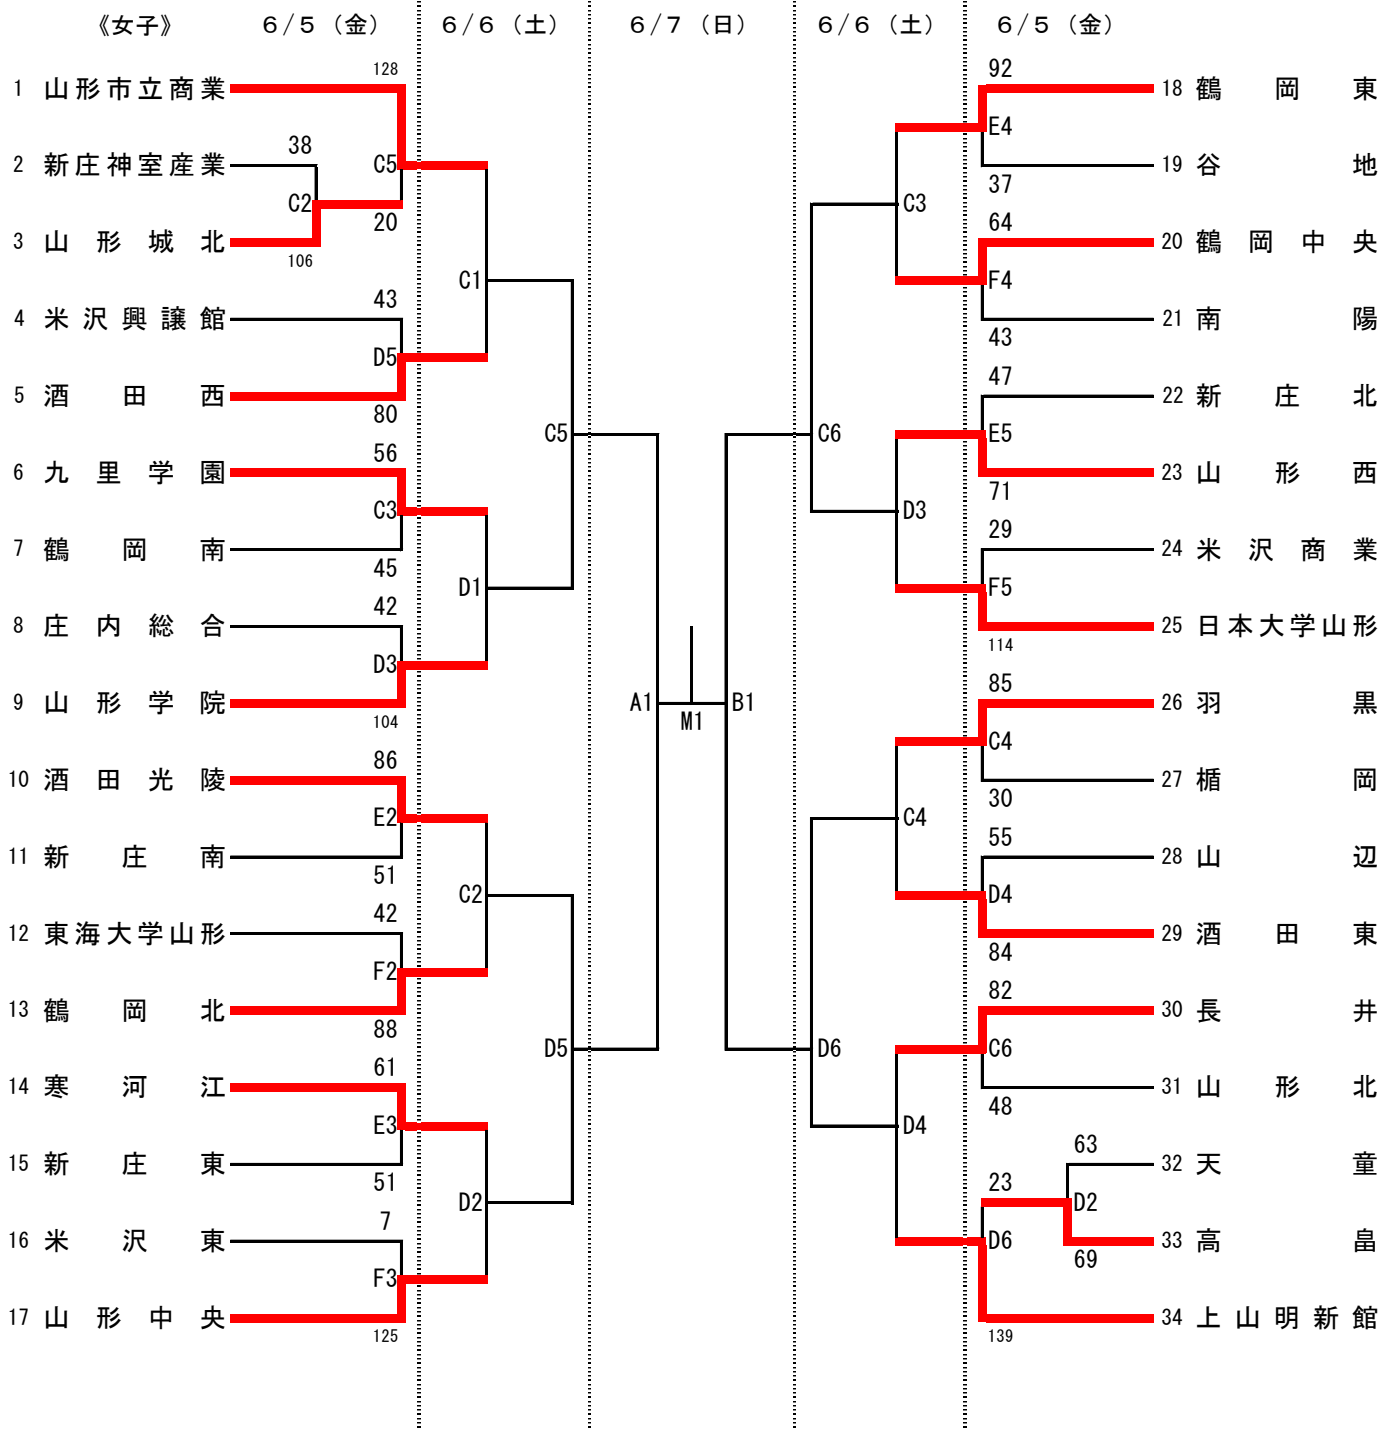 《女子》 6/5（金） 6/6（土） 6/7（日） 6/6（土） 6/5（金）
128 92
1 山形市立商業 18 鶴岡東
E4
38
2 新庄神室産業 C5 19 谷地
37
C2 C3
20 64
3 山形城北 20 鶴岡中央
106
C1 F4
43
4 米沢興譲館 21 南陽
43
D5
47
5 酒田西 22 新庄北
80
C5 C6 E5
56
6 九里学園 23 山形西
71
C3 D3
29
7 鶴岡南 24 米沢商業
45
D1 F5
42
8 庄内総合 25 日本大学山形
114
D3
85
9 山形学院 A1 B1 26 羽黒
104 M1
C4
86
10 酒田光陵 27 楯岡
30
E2 C4
55
11 新庄南 28 山辺
51
C2 D4
42
12 東海大学山形 29 酒田東
84
F2
82
13 鶴岡北 30 長井
88
D5 D6 C6
61
14 寒河江 31 山形北
48
E3 D4
63
15 新庄東 32 天童
51 23
D2 D2
7
16 米沢東 D6 33 高畠
69
F3
17 山形中央 34 上山明新館
125 139